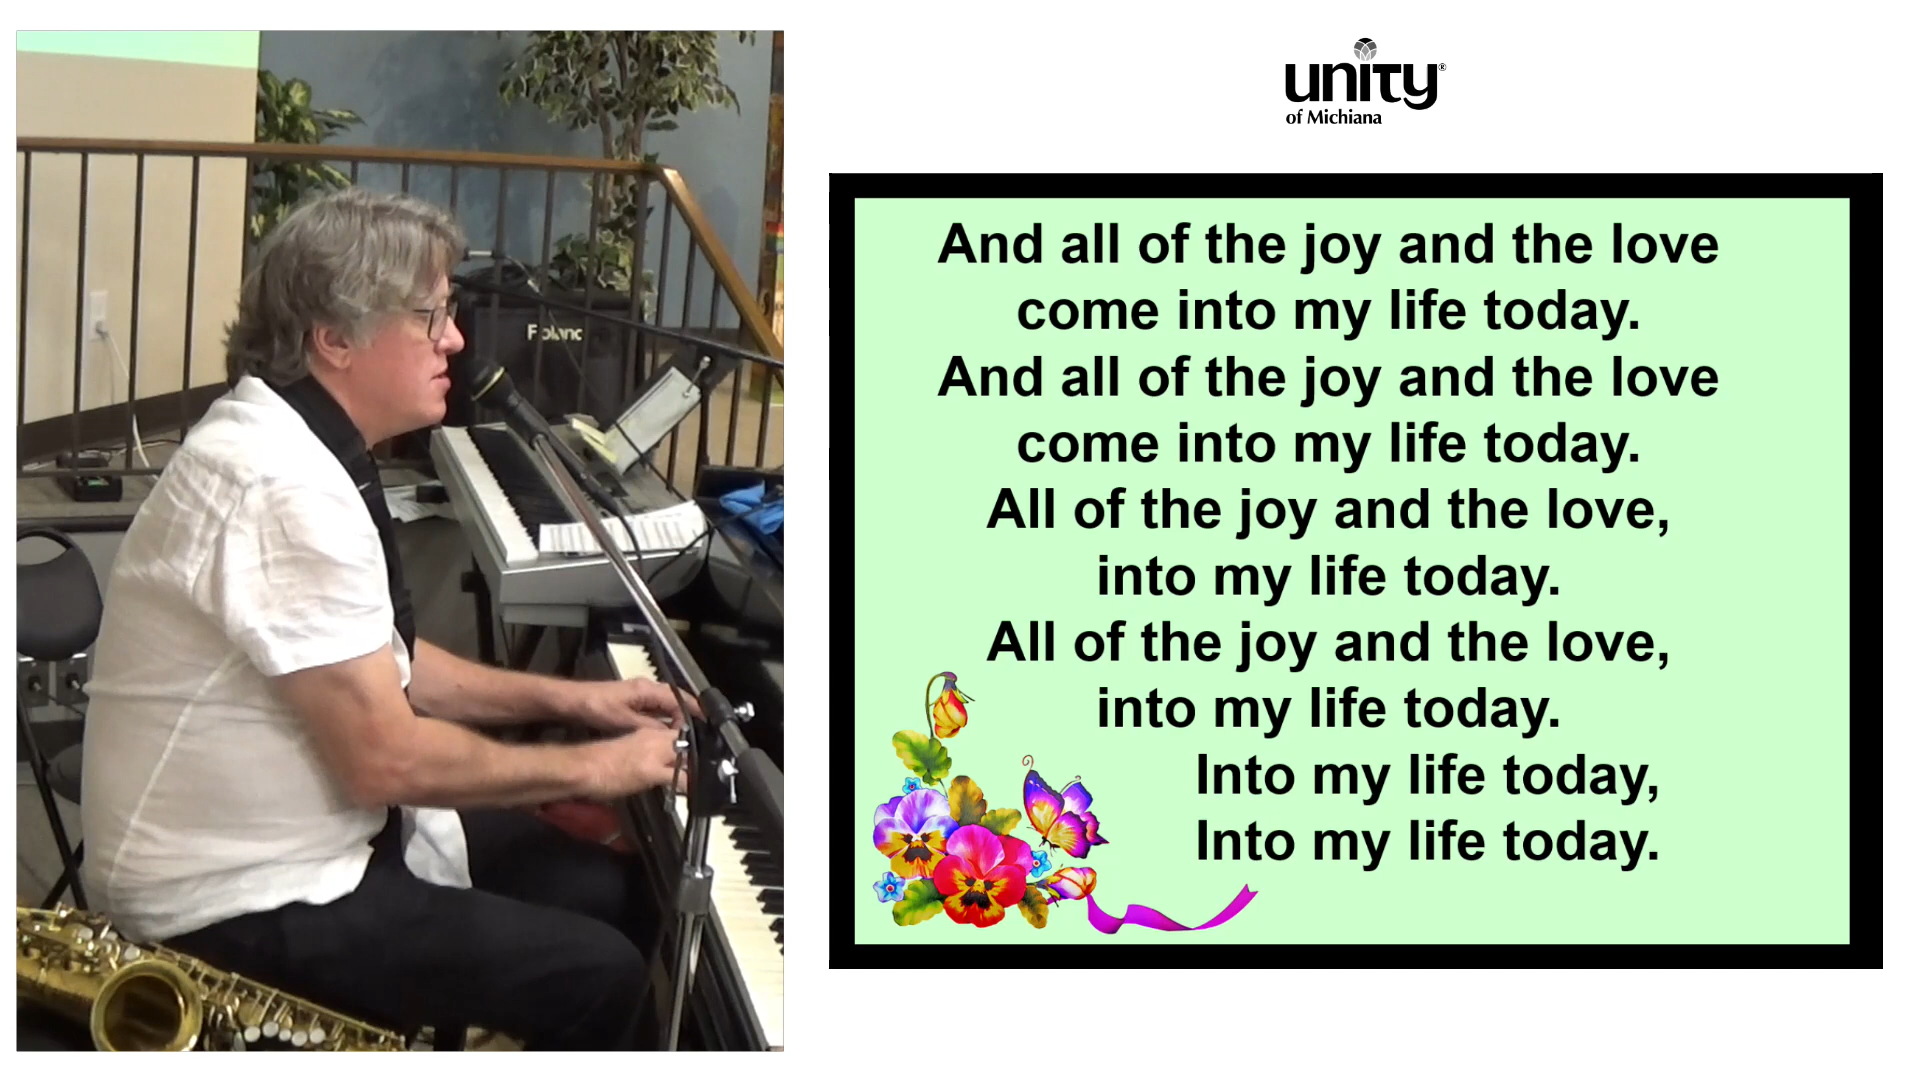 unity®
of Michiana
Roland
And all of the joy and the love
come into my life today.
And all of the joy and the love
come into my life today.
All of the joy and the love,
into my life today.
All of the joy and the love,
into my life today.
Into my life today,
Into my life today.